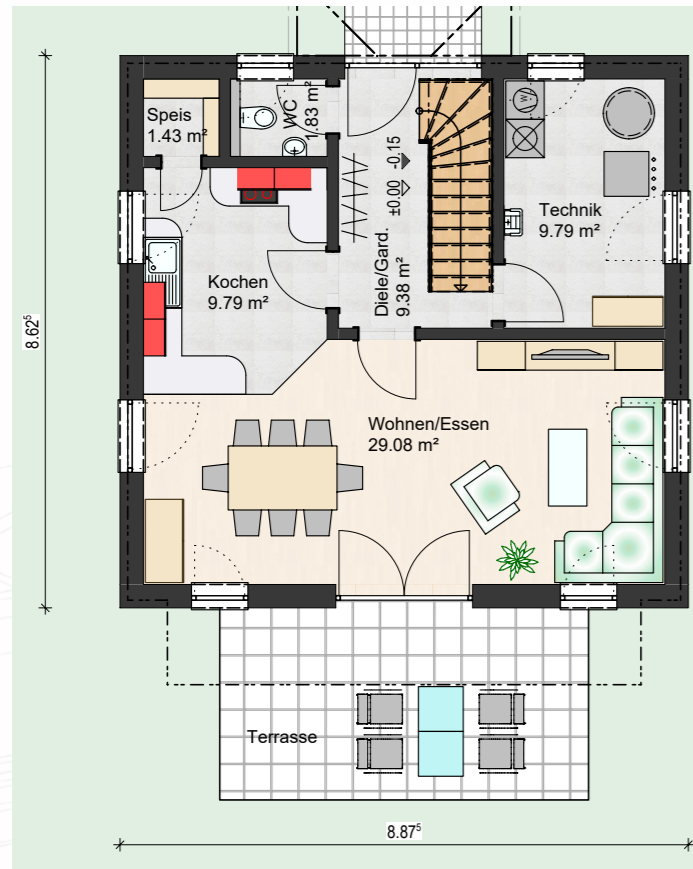 Speis
1.43 m²
WC
1.83 m²
-0.15
±0.00
Technik
9.79 m²
Kochen
9.79 m²
Diele/Gard.
9.38 m²
8.62⁵
Wohnen/Essen
29.08 m²
Terrasse
8.87⁵
W